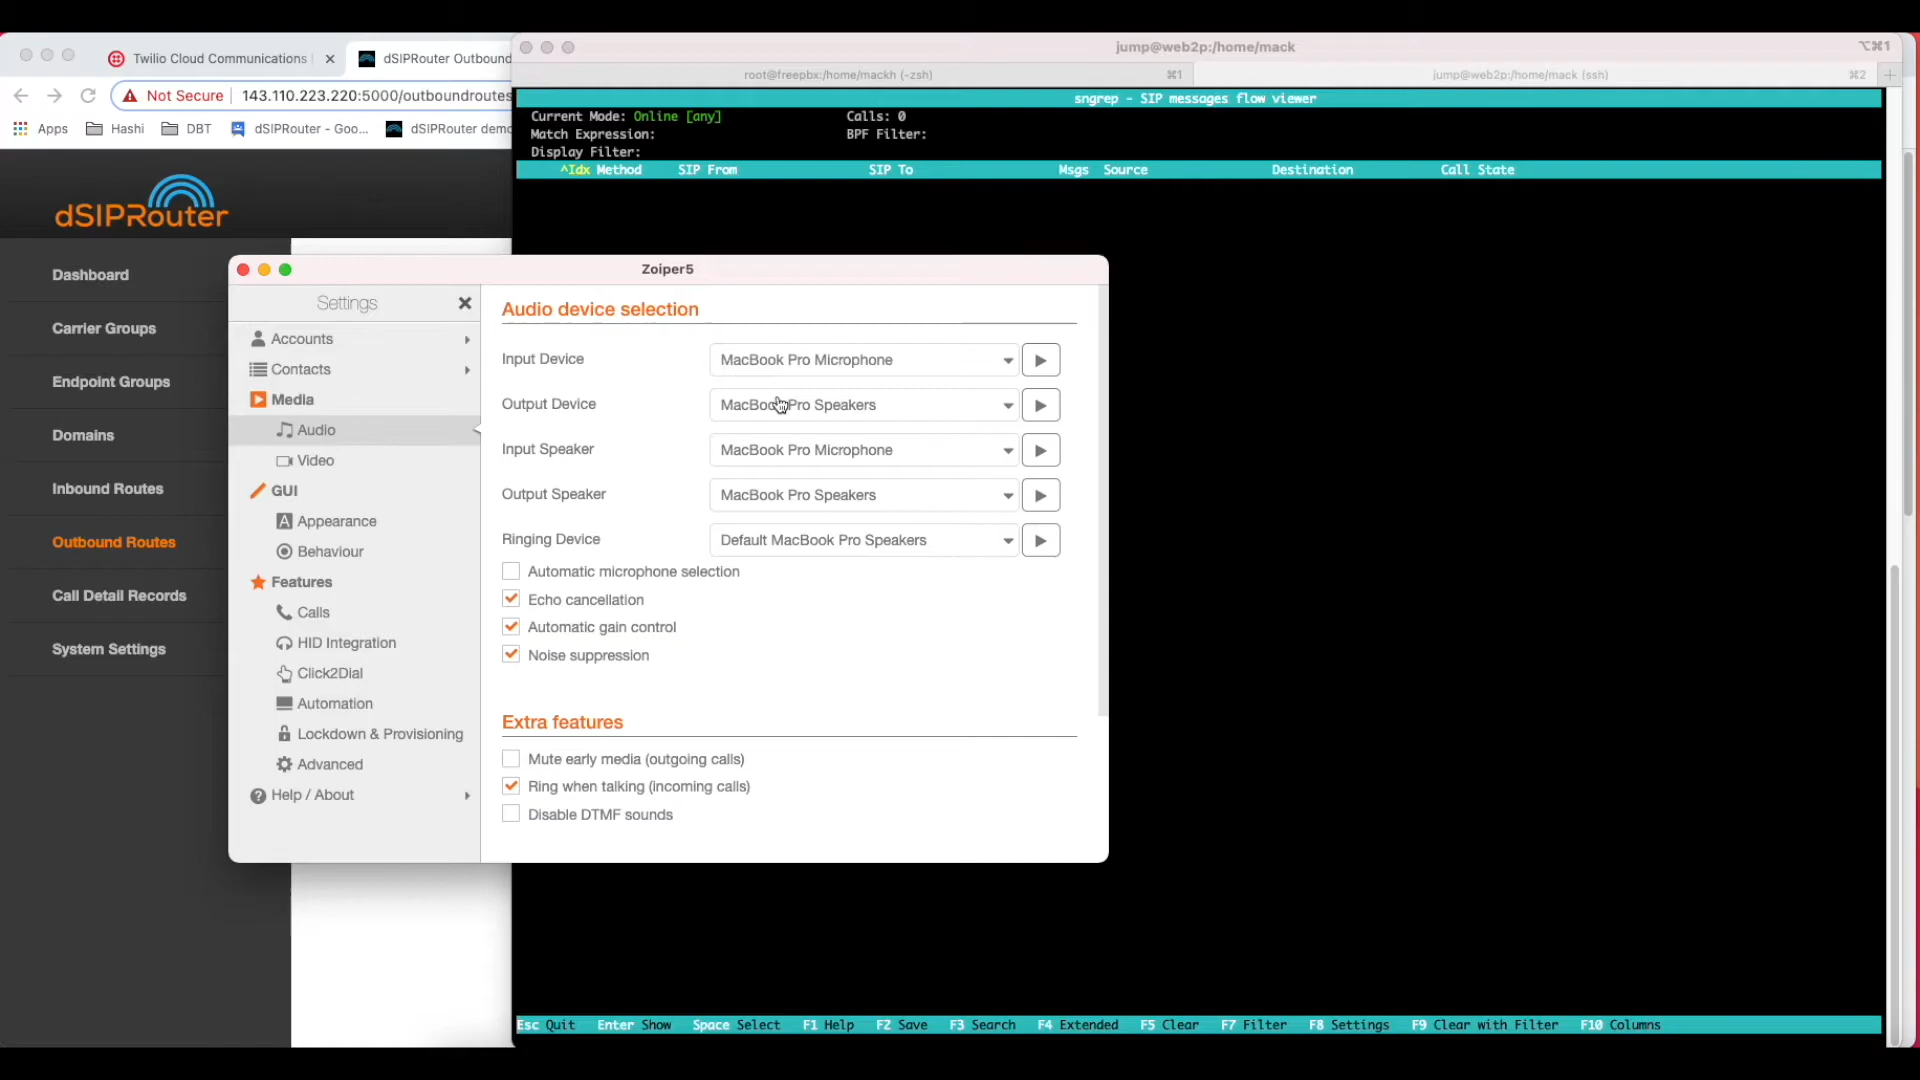 Twilio Cloud Communications
dSIPRouter Outbound
Not Secure
143.110.223.220:5000/outboundroutes
Apps
Hashi
DBT
dSIPRouter - Goo...
dSIPRouter demo
dSIPRouter
Dashboard
Carrier Groups
Endpoint Groups
Domains
Inbound Routes
Outbound Routes
Call Detail Records
System Settings
jump@web2p:/home/mack
⌥⌘1
root@freepbx:/home/mackh (-zsh)
⌘1
jump@web2p:/home/mack (ssh)
⌘2
sngrep - SIP messages flow viewer
Current Mode: Online [any]
Calls: 0
Match Expression:
BPF Filter:
Display Filter:
^Idx Method SIP From SIP To Msgs Source Destination Call State
Zoiper5
Settings
Accounts
Contacts
Media
Audio
Video
GUI
Appearance
Behaviour
Features
Calls
HID Integration
Click2Dial
Automation
Lockdown & Provisioning
Advanced
Help / About
Audio device selection
Input Device
MacBook Pro Microphone
Output Device
MacBook Pro Speakers
Input Speaker
MacBook Pro Microphone
Output Speaker
MacBook Pro Speakers
Ringing Device
Default MacBook Pro Speakers
Automatic microphone selection
Echo cancellation
Automatic gain control
Noise suppression
Extra features
Mute early media (outgoing calls)
Ring when talking (incoming calls)
Disable DTMF sounds
Esc Quit Enter Show Space Select F1 Help F2 Save F3 Search F4 Extended F5 Clear F7 Filter F8 Settings F9 Clear with Filter F10 Columns